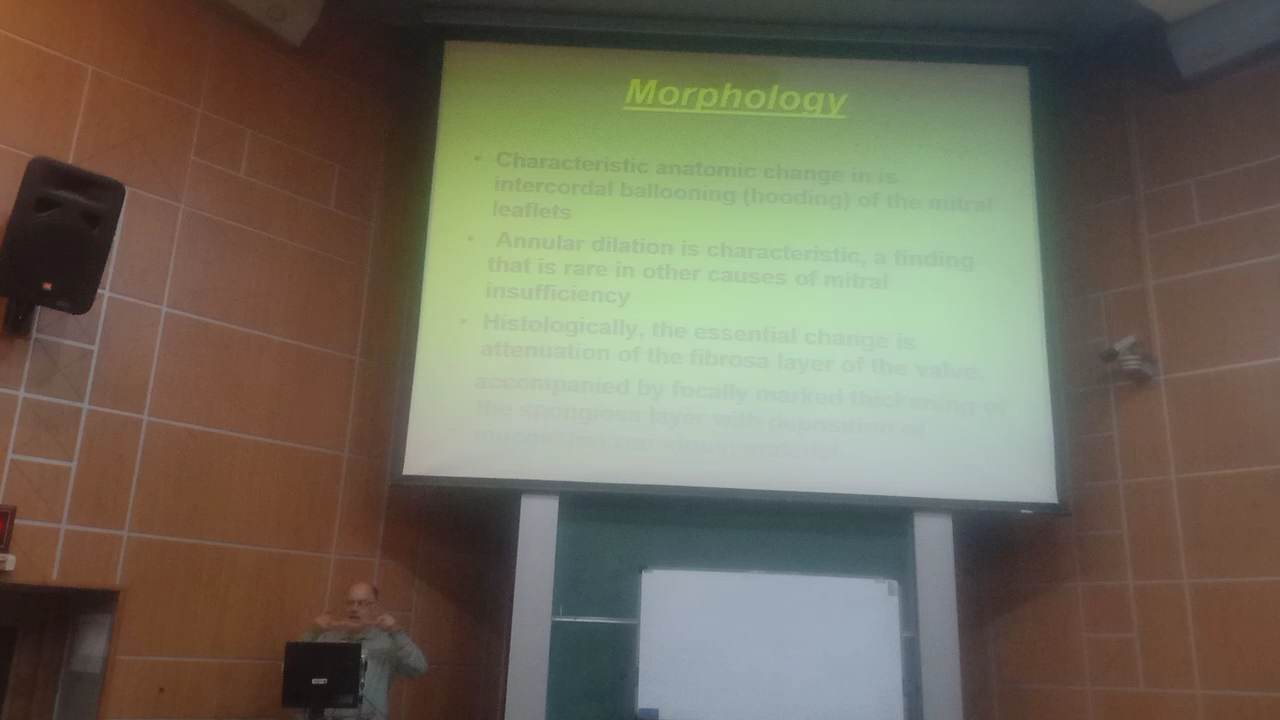 Morphology
• Characteristic anatomic change in is
intercordal ballooning (hooding) of the mitral
leaflets
• Annular dilation is characteristic, a finding
that is rare in other causes of mitral
insufficiency
• Histologically, the essential change is
attenuation of the fibrosa layer of the valve,
accompanied by focally marked thickening of
the spongiosa layer with deposition of